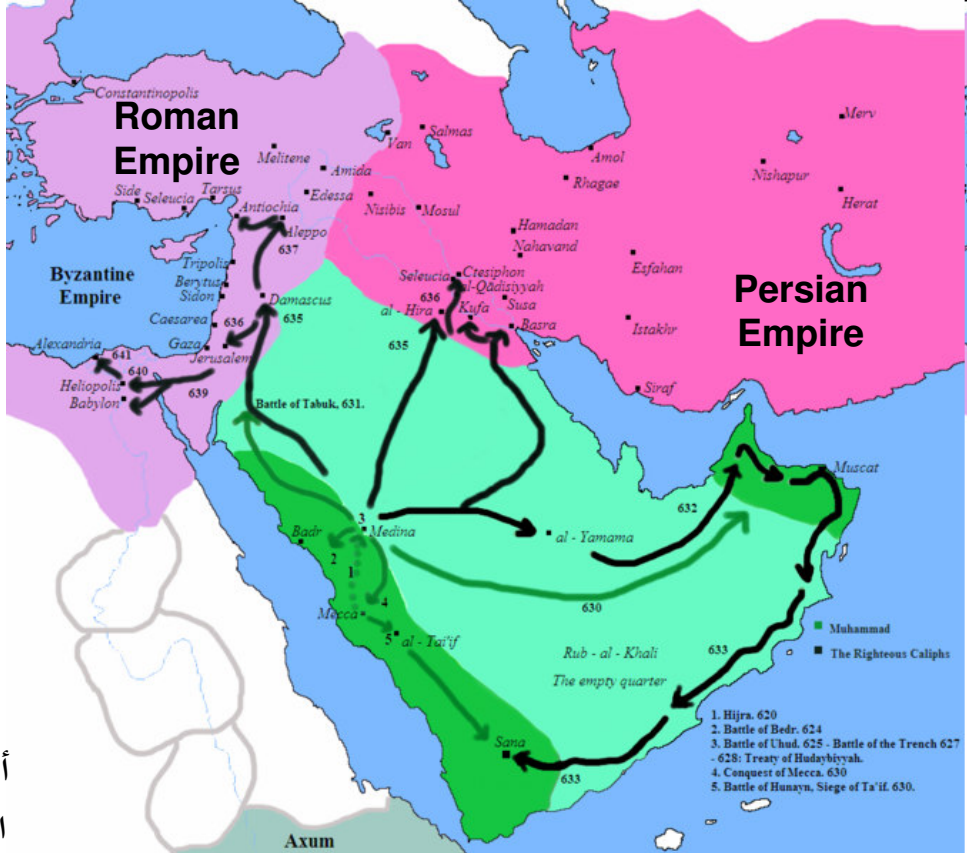 Constantinopolis
Roman
Empire
Merv
Salmas
Van
Melitene
Amol
Amida
Nishapur
Rhagae
Edessa
Side
Seleucia
Tarsus
Nisibis
Mosul
Herat
Antiochia
Aleppo
Hamadan
Nahavand
637
Esfahan
Byzantine
Empire
Tripolis
Berytus
Sidon
Seleucia
Ctesiphon
al-Qādisiyyah
636
Susa
Persian
Empire
Damascus
al - Hira
Kufa
Caesarea
636
635
Basra
Istakhr
Alexandria
641
Gaza
Jerusalem
635
640
Heliopolis
639
Babylon
Siraf
Battle of Tabuk, 631.
Muscat
632
3
Medina
Badr
2
al - Yamama
1
4
Mecca
630
5
al - Tai'if
Muhammad
633
Rub - al - Khali
The Righteous Caliphs
The empty quarter
1. Hijra. 620
2. Battle of Bedr. 624
3. Battle of Uhud. 625 - Battle of the Trench 627
- 628: Treaty of Hudaybiyyah.
4. Conquest of Mecca. 630
5. Battle of Hunayn, Siege of Ta'if. 630.
Sana
633
أ
ا
Axum